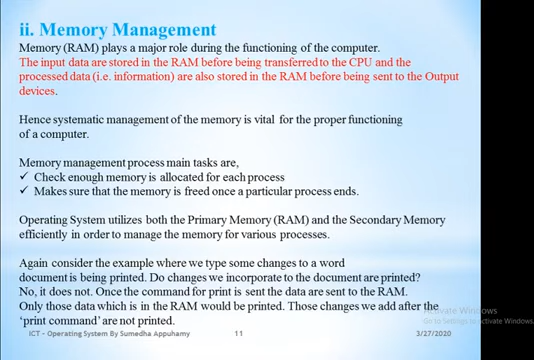 ii. Memory Management
Memory (RAM) plays a major role during the functioning of the computer.
The input data are stored in the RAM before being transferred to the CPU and the
processed data (i.e. information) are also stored in the RAM before being sent to the Output
devices.
Hence systematic management of the memory is vital for the proper functioning
of a computer.
Memory management process main tasks are,
✓ Check enough memory is allocated for each process
✓ Makes sure that the memory is freed once a particular process ends.
Operating System utilizes both the Primary Memory (RAM) and the Secondary Memory
efficiently in order to manage the memory for various processes.
Again consider the example where we type some changes to a word
document is being printed. Do changes we incorporate to the document are printed?
No, it does not. Once the command for print is sent the data are sent to the RAM.
Only those data which is in the RAM would be printed. Those changes we add after the
‘print command’ are not printed.
Activate Windows
Go to Settings to activate Windows.
ICT - Operating System By Sumedha Appuhamy 11 3/27/2020